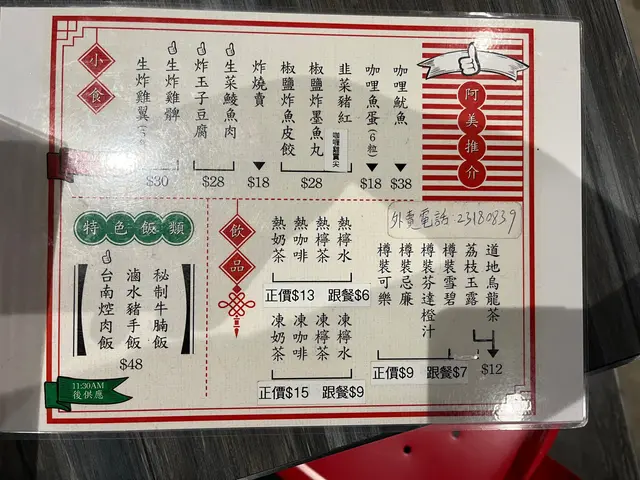 阿美推介
咖哩魷魚
$38
咖哩魚蛋(6粒)
$18
韭菜豬紅
椒鹽炸墨魚丸
椒鹽炸魚皮餃
$28
炸燒賣
$18
生菜鯪魚肉
炸玉子豆腐
$28
生炸雞髀
生炸雞翼
$30
小食
外賣電話:23180839
道地烏龍茶
荔枝玉露
$12
樽裝雪碧
樽裝芬達橙汁
樽裝忌廉
樽裝可樂
正價$9 跟餐$7
飲品
熱檸水
熱檸茶
熱咖啡
熱奶茶
正價$13 跟餐$6
凍檸水
凍檸茶
凍咖啡
凍奶茶
正價$15 跟餐$9
特色飯類
秘制牛腩飯
滷水豬手飯
台南焢肉飯
$48
11:30AM
後供應